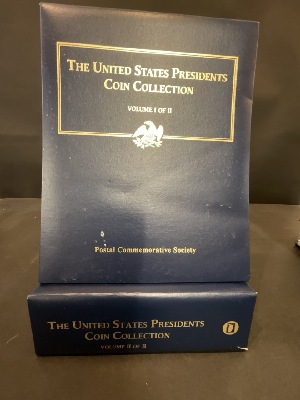 THE UNITED STATES PRESIDENTS
COIN COLLECTION
VOLUME I OF II
Postal Commemorative Society
THE UNITED STATES PRESIDENTS
COIN COLLECTION
VOLUME II OF II